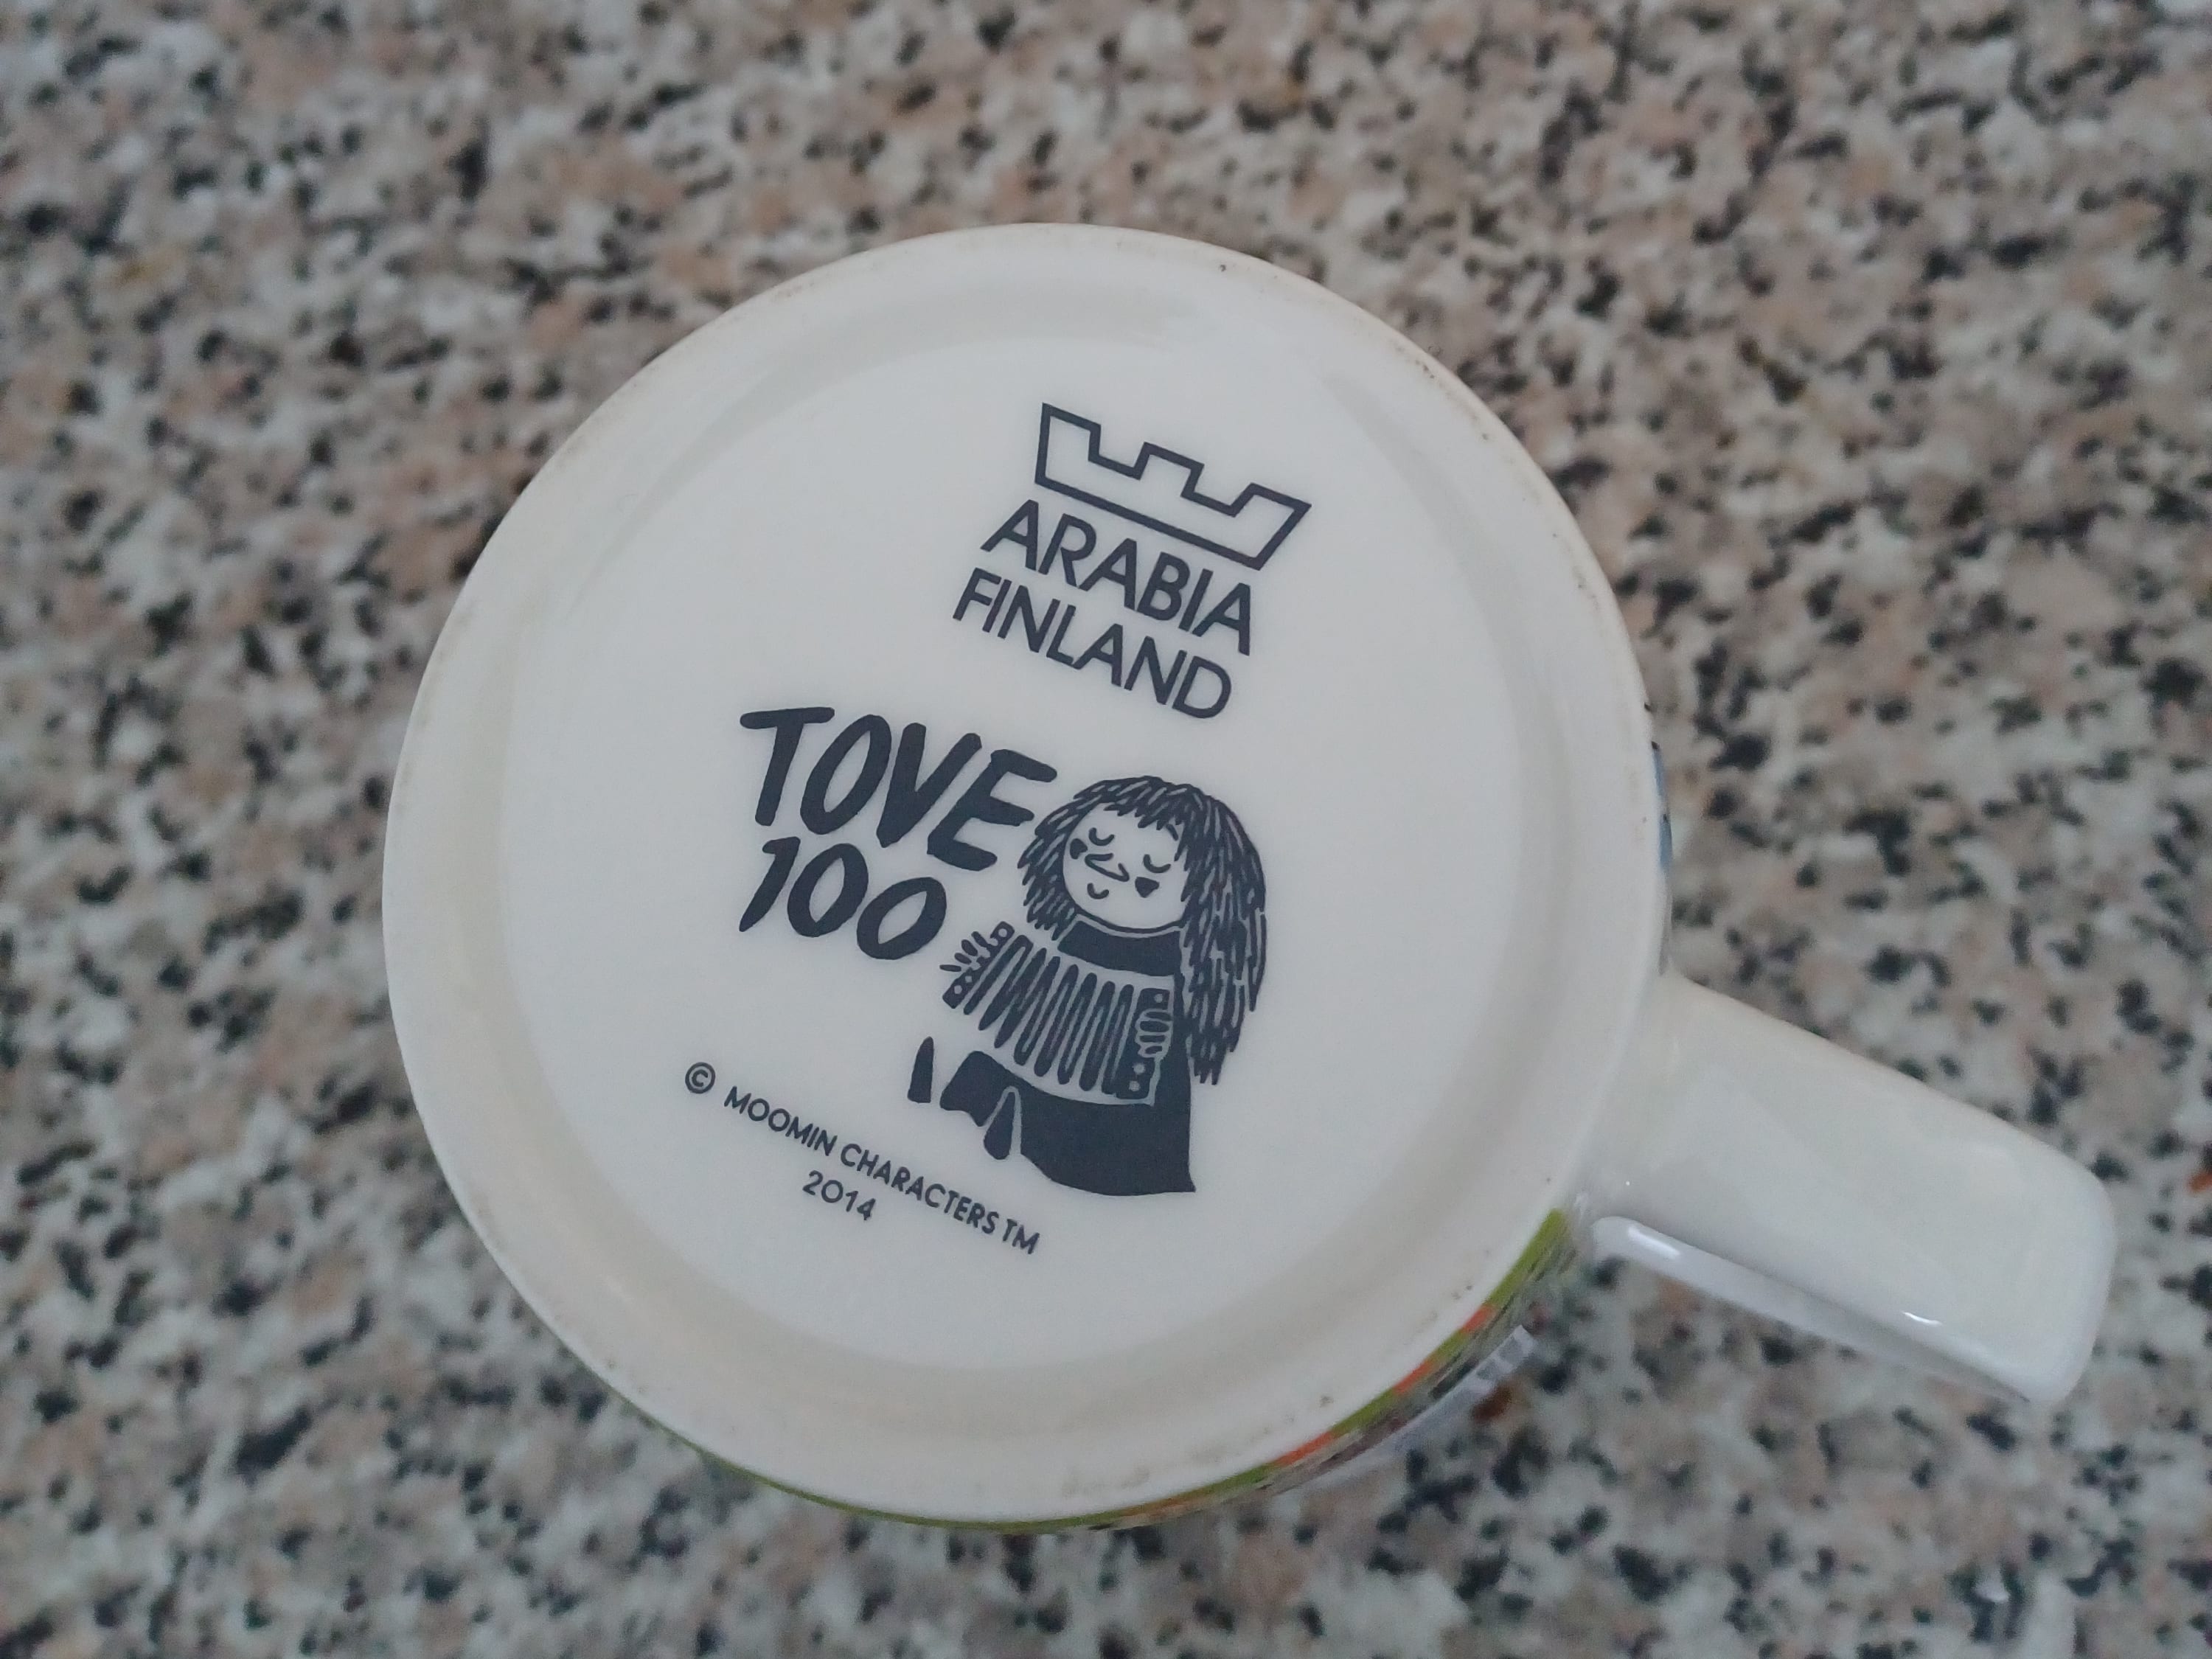 ARABIA
FINLAND
TOVE
100
© MOOMIN CHARACTERS TM
2014